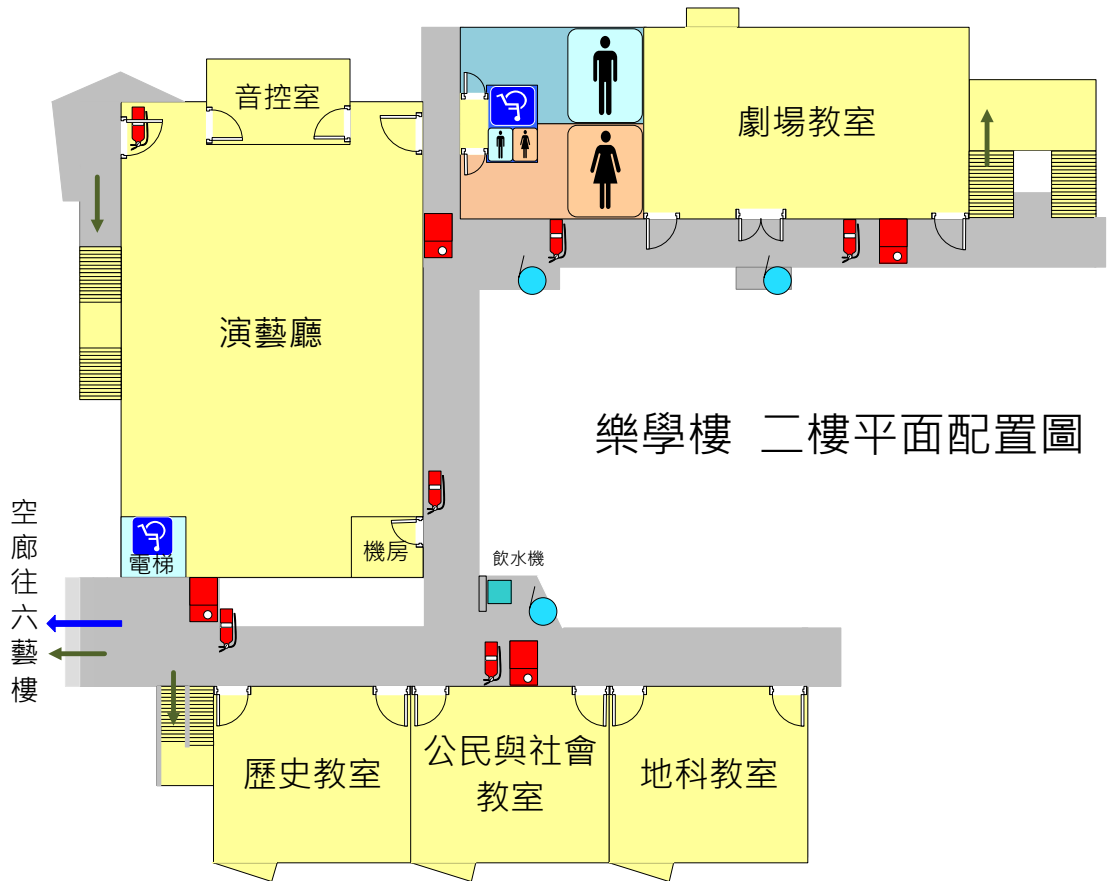 音控室
劇場教室
演藝廳
樂學樓 二樓平面配置圖
空廊往六藝樓
電梯
機房
飲水機
歷史教室
公民與社會
教室
地科教室